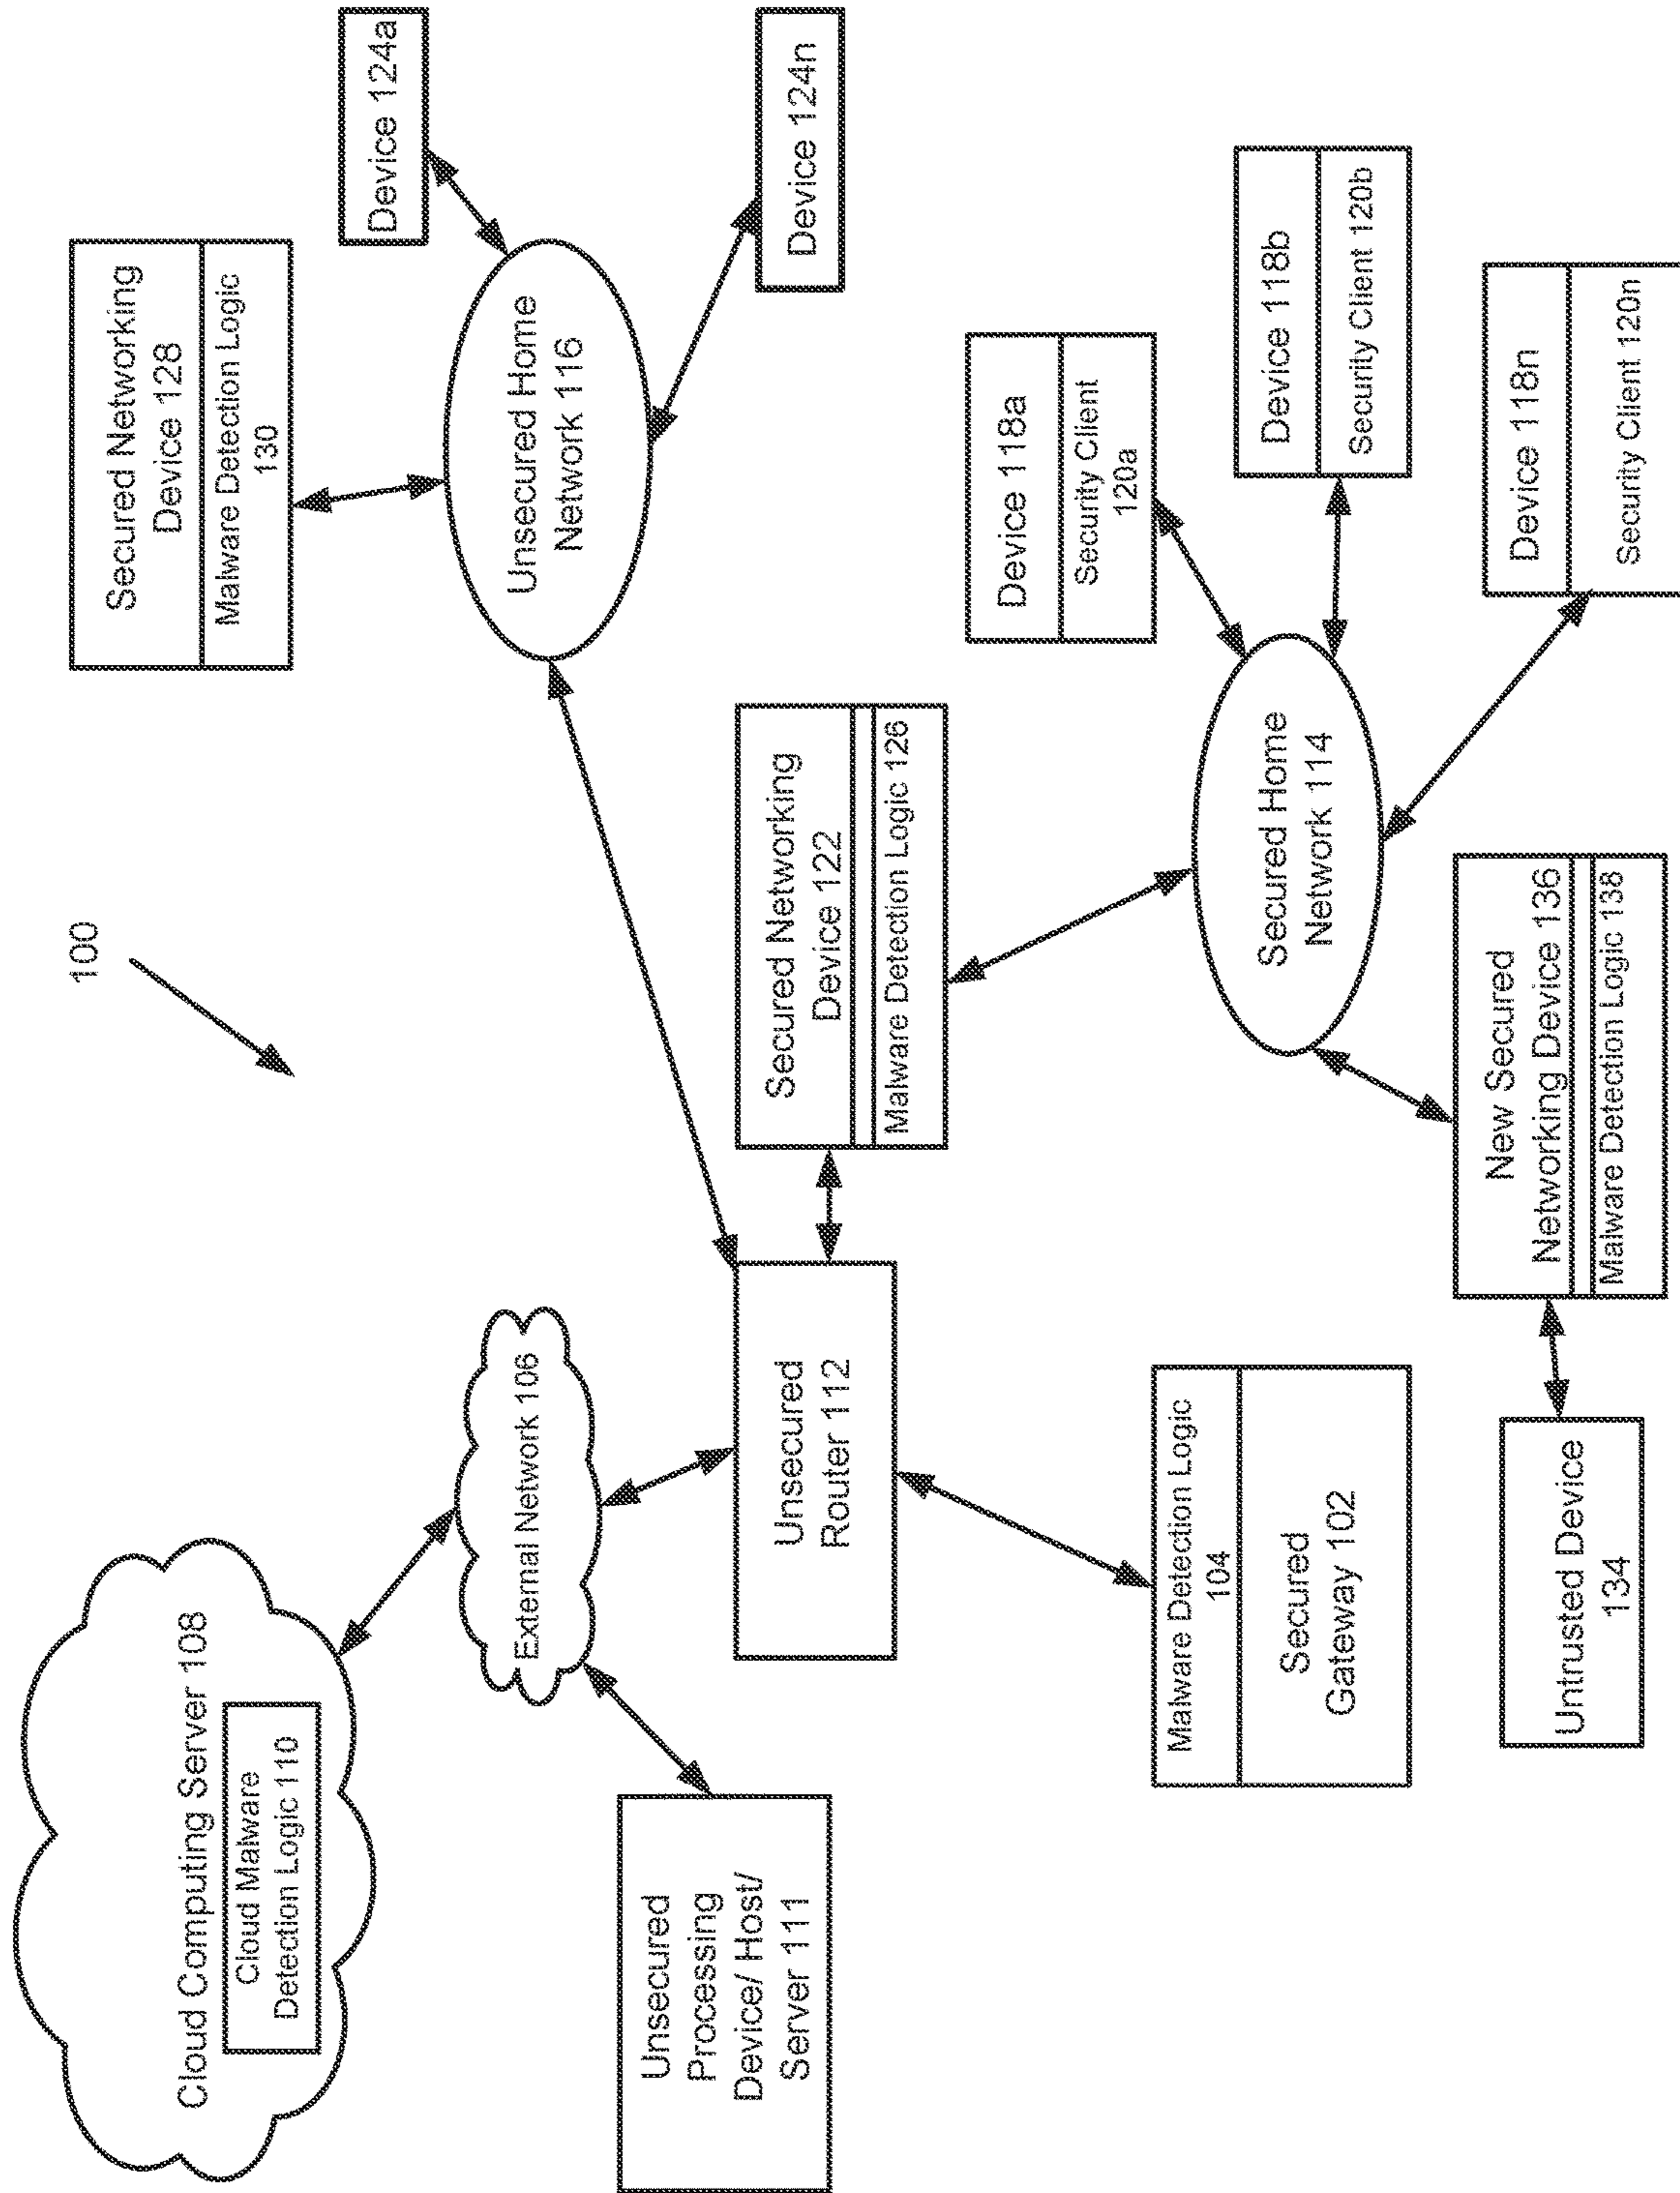 100
Cloud Computing Server 108
Cloud Malware
Detection Logic 110
External Network 106
Unsecured
Processing
Device/ Host/
Server 111
Unsecured
Router 112
Malware Detection Logic
104
Secured
Gateway 102
Secured Networking
Device 128
Malware Detection Logic
130
Device 124a
Unsecured Home
Network 116
Device 124n
Secured Networking
Device 122
Malware Detection Logic 126
Device 118a
Security Client
120a
Device 118b
Security Client 120b
Secured Home
Network 114
Device 118n
Security Client 120n
New Secured
Networking Device 136
Malware Detection Logic 138
Untrusted Device
134